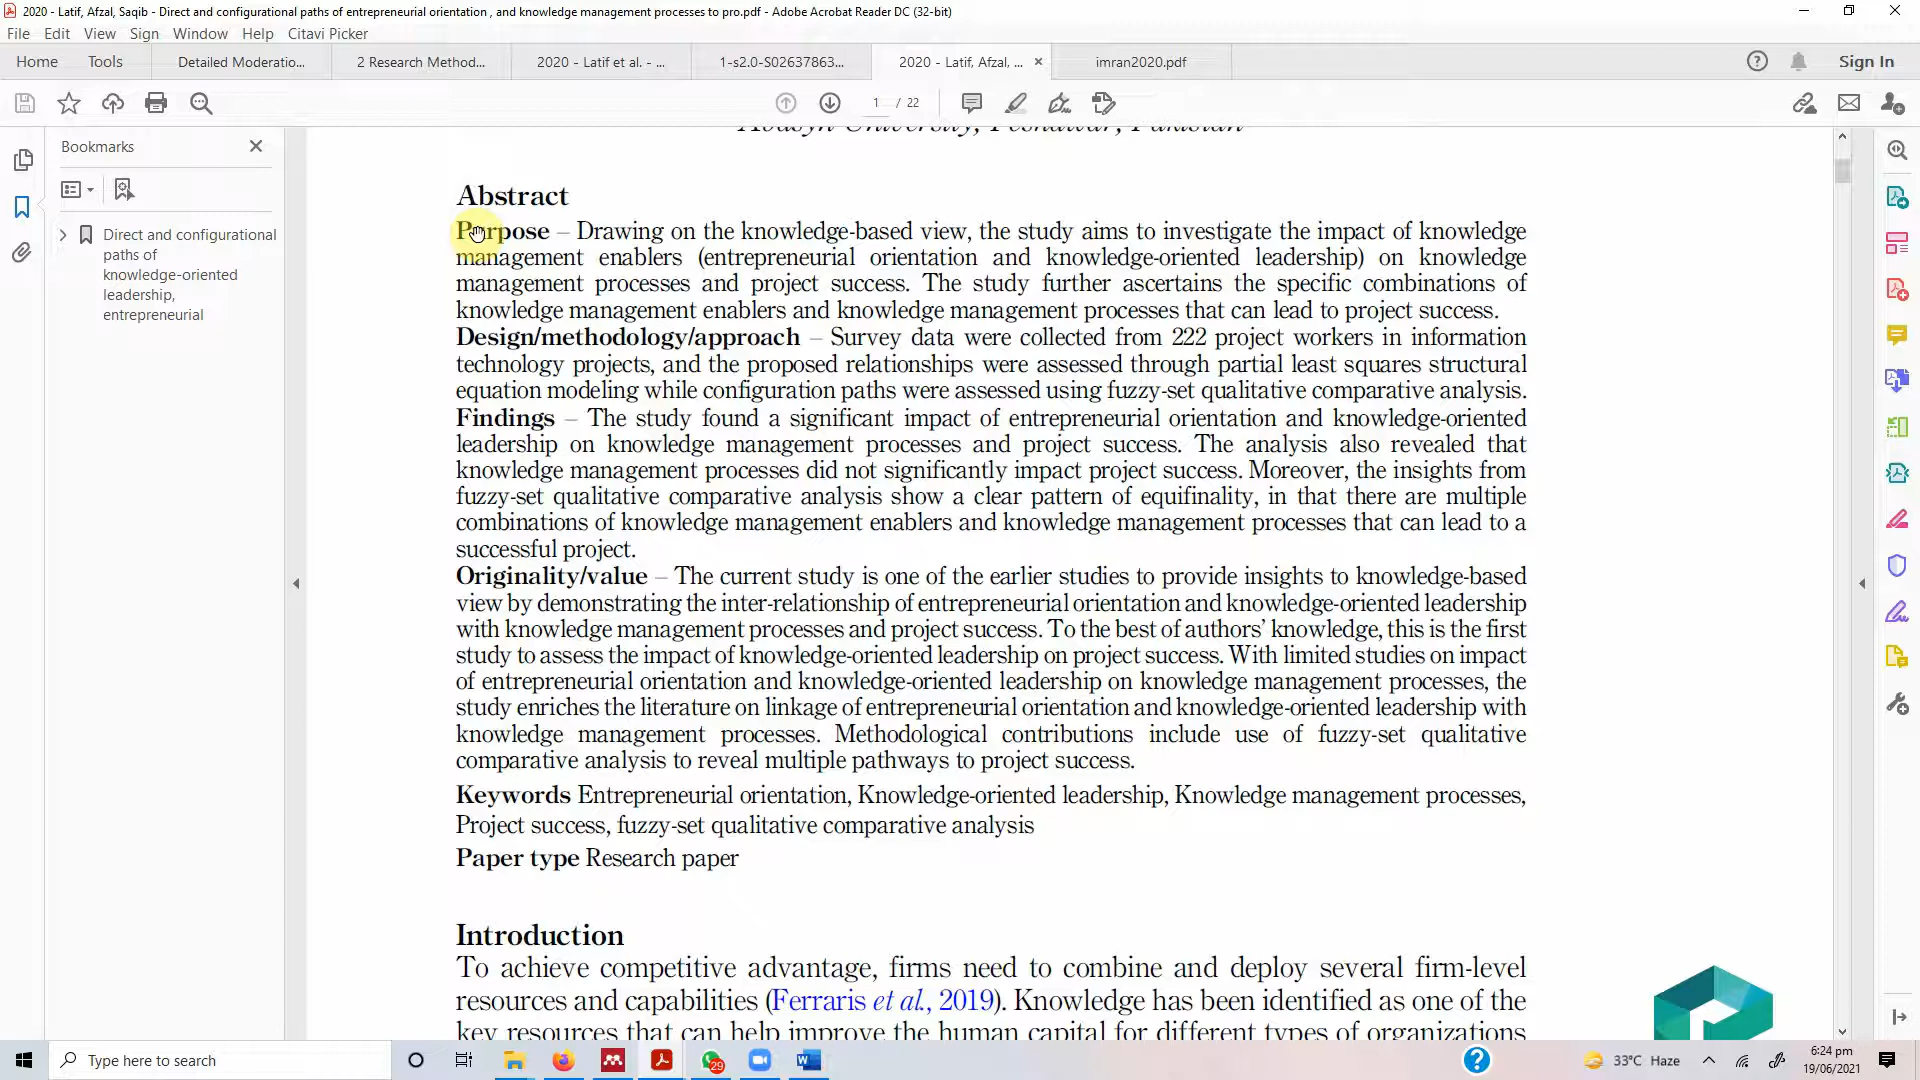 2020 - Latif, Afzal, Saqib - Direct and configurational paths of entrepreneurial orientation , and knowledge management processes to pro.pdf - Adobe Acrobat Reader DC (32-bit)
File Edit View Sign Window Help Citavi Picker
Home Tools Detailed Moderatio... 2 Research Method... 2020 - Latif et al. - ... 1-s2.0-S02637863... 2020 - Latif, Afzal, ... × imran2020.pdf Sign In
1 / 22
Bookmarks
Direct and configurational
paths of
knowledge-oriented
leadership,
entrepreneurial
Abasyn University, Peshawar, Pakistan
Abstract
Purpose – Drawing on the knowledge-based view, the study aims to investigate the impact of knowledge
management enablers (entrepreneurial orientation and knowledge-oriented leadership) on knowledge
management processes and project success. The study further ascertains the specific combinations of
knowledge management enablers and knowledge management processes that can lead to project success.
Design/methodology/approach – Survey data were collected from 222 project workers in information
technology projects, and the proposed relationships were assessed through partial least squares structural
equation modeling while configuration paths were assessed using fuzzy-set qualitative comparative analysis.
Findings – The study found a significant impact of entrepreneurial orientation and knowledge-oriented
leadership on knowledge management processes and project success. The analysis also revealed that
knowledge management processes did not significantly impact project success. Moreover, the insights from
fuzzy-set qualitative comparative analysis show a clear pattern of equifinality, in that there are multiple
combinations of knowledge management enablers and knowledge management processes that can lead to a
successful project.
Originality/value – The current study is one of the earlier studies to provide insights to knowledge-based
view by demonstrating the inter-relationship of entrepreneurial orientation and knowledge-oriented leadership
with knowledge management processes and project success. To the best of authors’ knowledge, this is the first
study to assess the impact of knowledge-oriented leadership on project success. With limited studies on impact
of entrepreneurial orientation and knowledge-oriented leadership on knowledge management processes, the
study enriches the literature on linkage of entrepreneurial orientation and knowledge-oriented leadership with
knowledge management processes. Methodological contributions include use of fuzzy-set qualitative
comparative analysis to reveal multiple pathways to project success.
Keywords Entrepreneurial orientation, Knowledge-oriented leadership, Knowledge management processes,
Project success, fuzzy-set qualitative comparative analysis
Paper type Research paper
Introduction
To achieve competitive advantage, firms need to combine and deploy several firm-level
resources and capabilities (Ferraris et al., 2019). Knowledge has been identified as one of the
key resources that can help improve the human capital for different types of organizations
Type here to search
29
33°C Haze
6:24 pm
19/06/2021